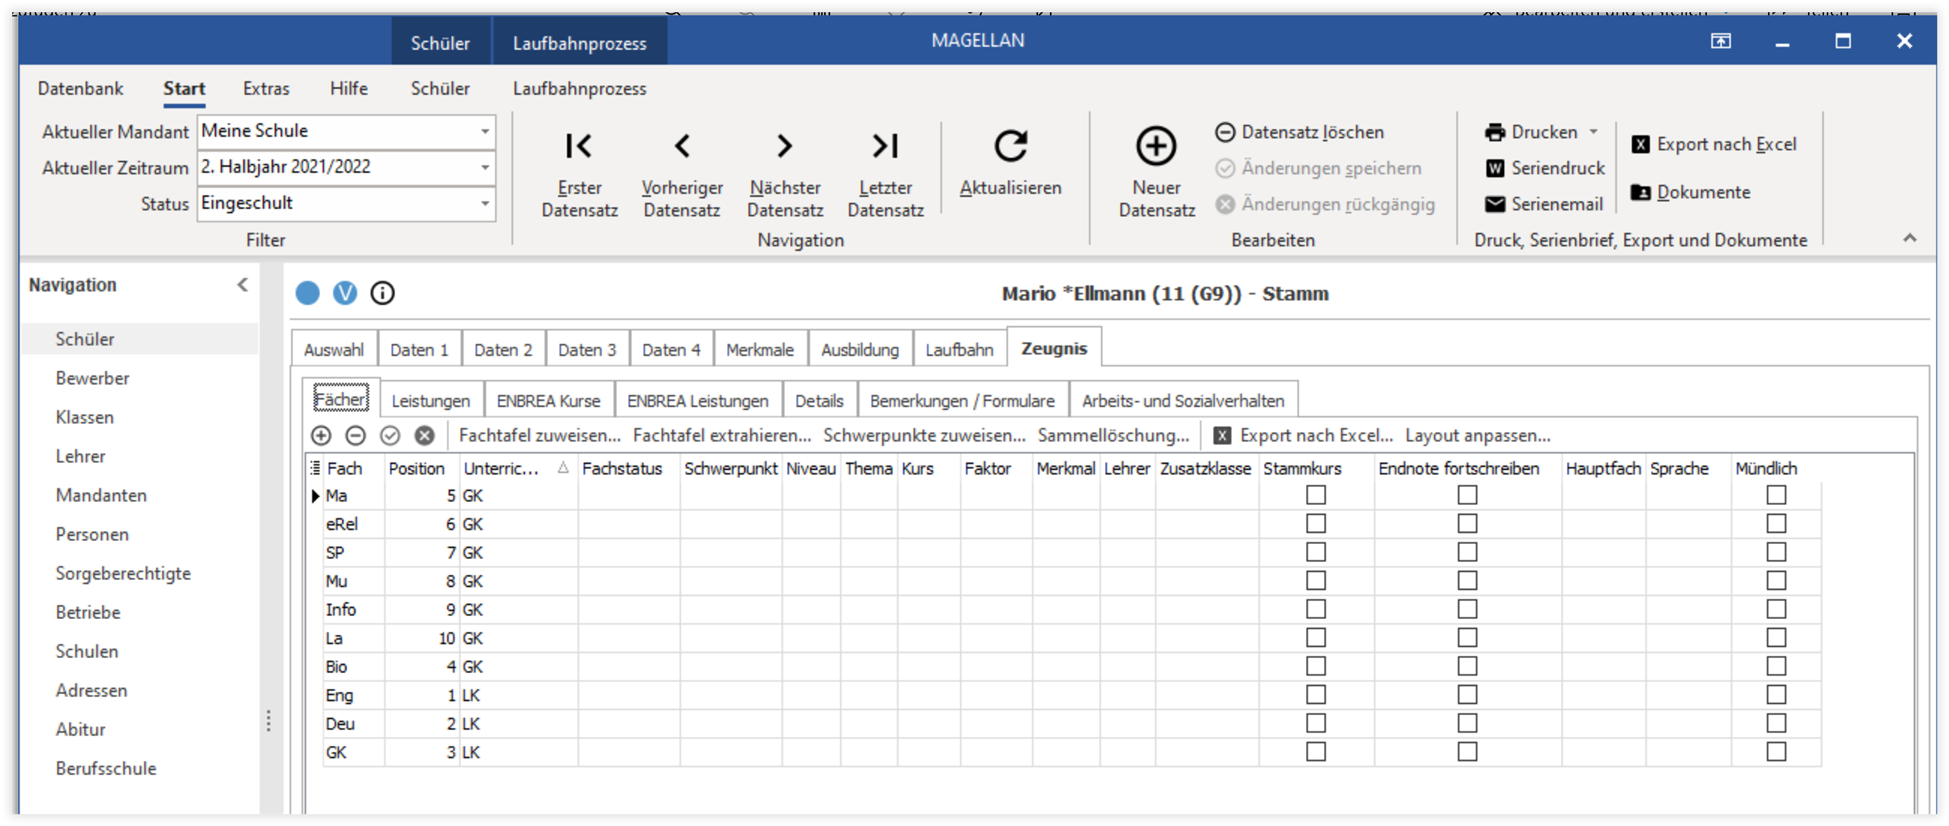 Schüler Laufbahnprozess MAGELLAN
Datenbank Start Extras Hilfe Schüler Laufbahnprozess
Aktueller Mandant Meine Schule
Aktueller Zeitraum 2. Halbjahr 2021/2022
Status Eingeschult
Filter
Erster Datensatz
Vorheriger Datensatz
Nächster Datensatz
Letzter Datensatz
Aktualisieren
Navigation
Neuer Datensatz
Datensatz löschen
Änderungen speichern
Änderungen rückgängig
Bearbeiten
Drucken
Seriendruck
Serienemail
Export nach Excel
Dokumente
Druck, Serienbrief, Export und Dokumente
Navigation
Schüler
Bewerber
Klassen
Lehrer
Mandanten
Personen
Sorgeberechtigte
Betriebe
Schulen
Adressen
Abitur
Berufsschule
V i Mario *Ellmann (11 (G9)) - Stamm
Auswahl Daten 1 Daten 2 Daten 3 Daten 4 Merkmale Ausbildung Laufbahn Zeugnis
Fächer Leistungen ENBREA Kurse ENBREA Leistungen Details Bemerkungen / Formulare Arbeits- und Sozialverhalten
Fachtafel zuweisen... Fachtafel extrahieren... Schwerpunkte zuweisen... Sammellöschung... X Export nach Excel... Layout anpassen...
Fach Position Unterric... Fachstatus Schwerpunkt Niveau Thema Kurs Faktor Merkmal Lehrer Zusatzklasse Stammkurs Endnote fortschreiben Hauptfach Sprache Mündlich
Ma 5 GK
eRel 6 GK
SP 7 GK
Mu 8 GK
Info 9 GK
La 10 GK
Bio 4 GK
Eng 1 LK
Deu 2 LK
GK 3 LK